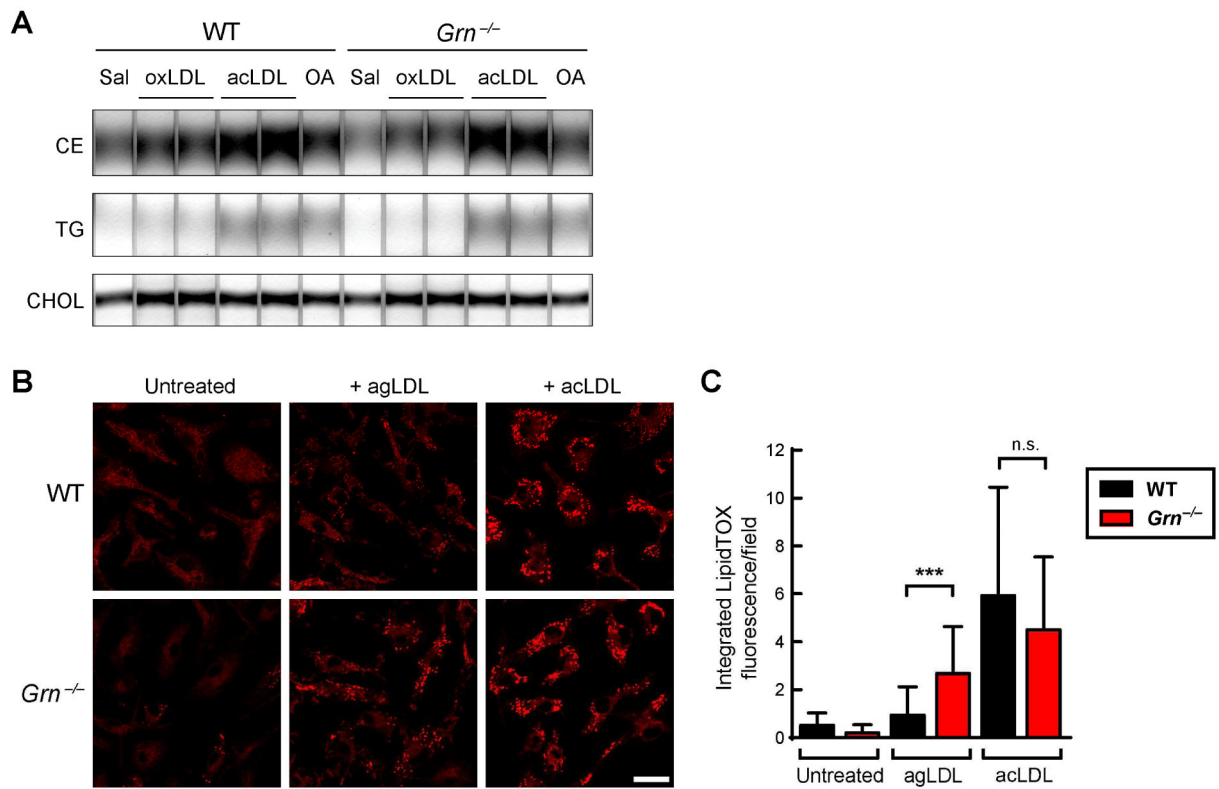 A
WT Grn –/–
Sal oxLDL acLDL OA Sal oxLDL acLDL OA
CE
TG
CHOL
B
Untreated + agLDL + acLDL
WT
Grn –/–
C
Integrated LipidTOX
fluorescence/field
12
10
8
6
4
2
0
***
n.s.
Untreated agLDL acLDL
WT
Grn–/–